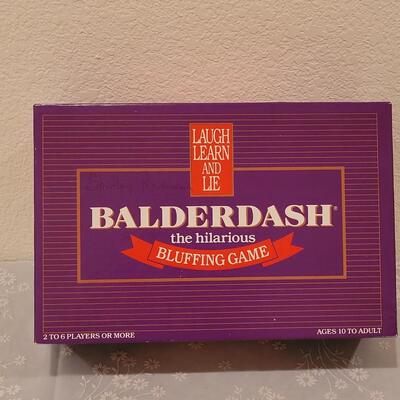 LAUGH
LEARN
AND
LIE
BALDERDASH®
the hilarious
BLUFFING GAME
2 TO 6 PLAYERS OR MORE
AGES 10 TO ADULT